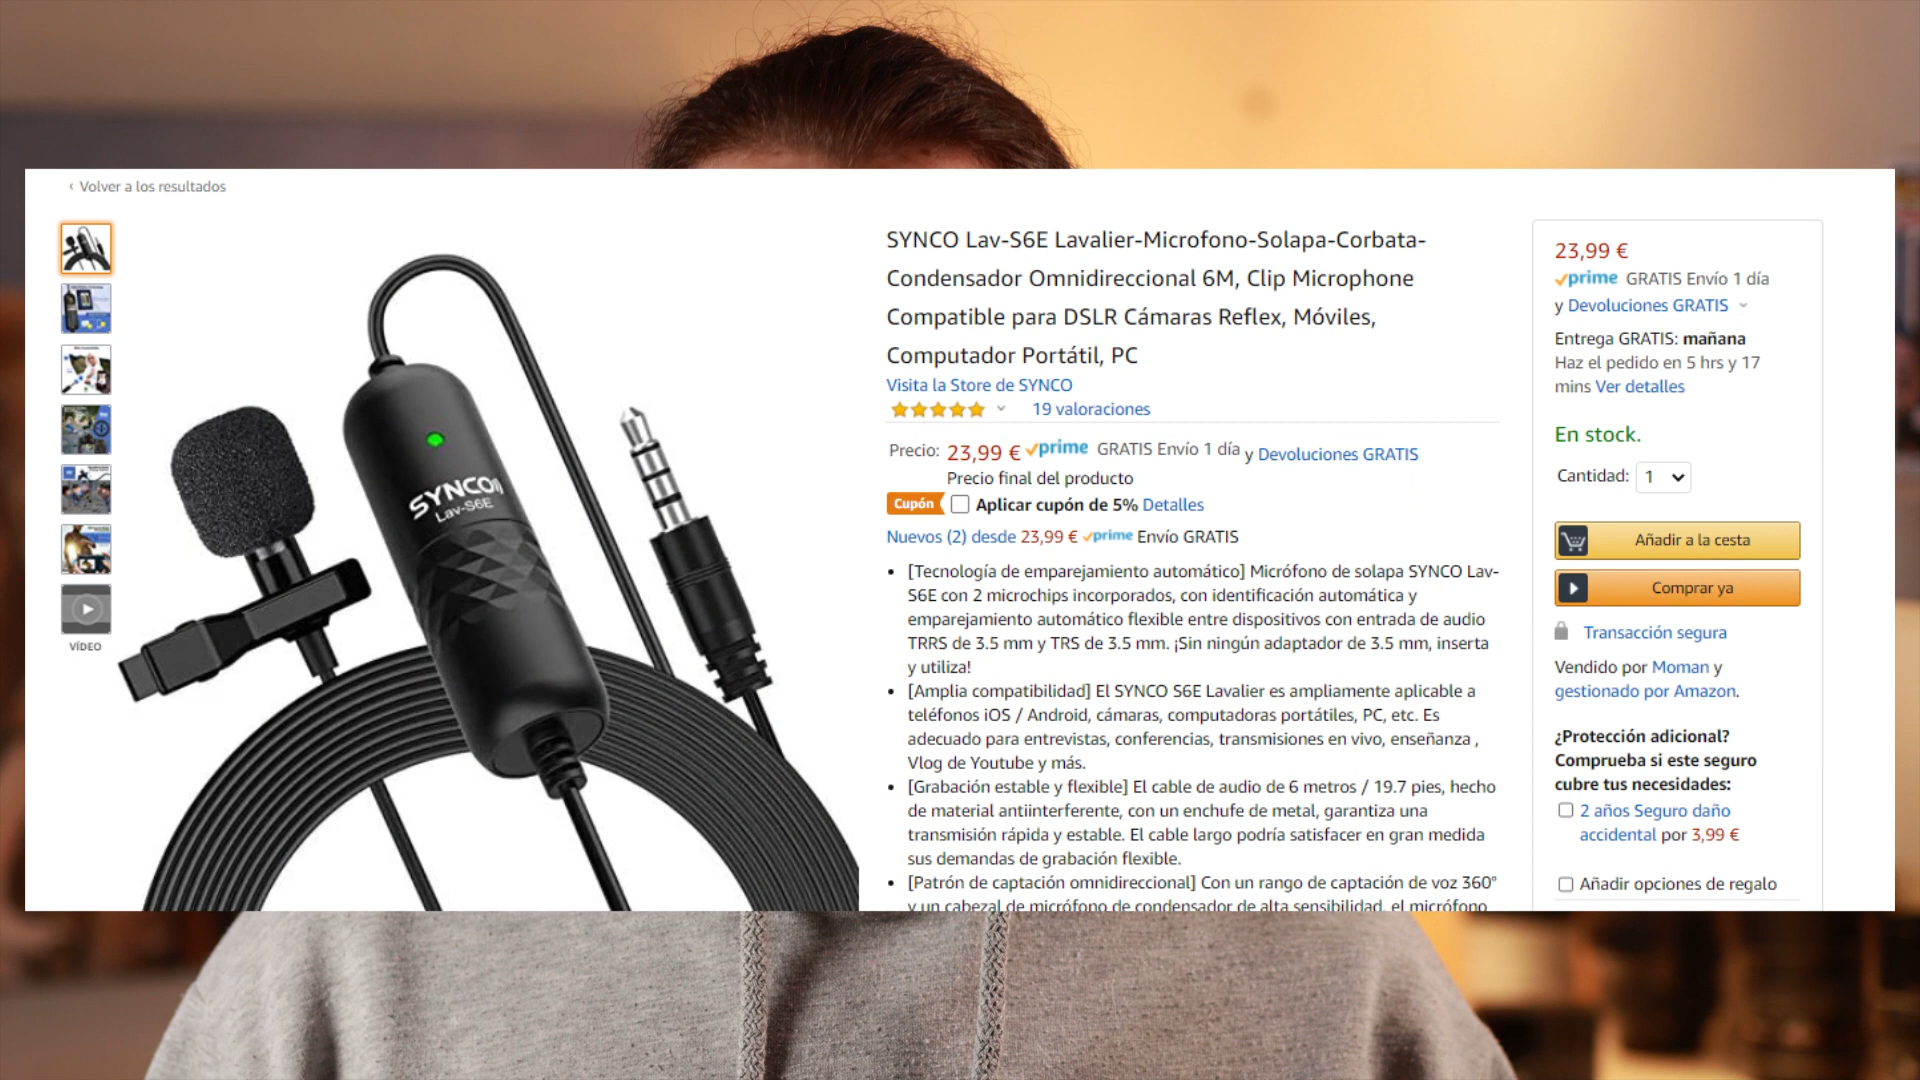 ‹ Volver a los resultados
VÍDEO
SYNCO
Lav-S6E
SYNCO Lav-S6E Lavalier-Microfono-Solapa-Corbata-
Condensador Omnidireccional 6M, Clip Microphone
Compatible para DSLR Cámaras Reflex, Móviles,
Computador Portátil, PC
Visita la Store de SYNCO
19 valoraciones
Precio: 23,99 € prime GRATIS Envío 1 día y Devoluciones GRATIS
Precio final del producto
Cupón Aplicar cupón de 5% Detalles
Nuevos (2) desde 23,99 € prime Envío GRATIS
• [Tecnología de emparejamiento automático] Micrófono de solapa SYNCO Lav-
S6E con 2 microchips incorporados, con identificación automática y
emparejamiento automático flexible entre dispositivos con entrada de audio
TRRS de 3.5 mm y TRS de 3.5 mm. ¡Sin ningún adaptador de 3.5 mm, inserta
y utiliza!
• [Amplia compatibilidad] El SYNCO S6E Lavalier es ampliamente aplicable a
teléfonos iOS / Android, cámaras, computadoras portátiles, PC, etc. Es
adecuado para entrevistas, conferencias, transmisiones en vivo, enseñanza ,
Vlog de Youtube y más.
• [Grabación estable y flexible] El cable de audio de 6 metros / 19.7 pies, hecho
de material antiinterferente, con un enchufe de metal, garantiza una
transmisión rápida y estable. El cable largo podría satisfacer en gran medida
sus demandas de grabación flexible.
• [Patrón de captación omnidireccional] Con un rango de captación de voz 360°
y un cabezal de micrófono de condensador de alta sensibilidad, el micrófono
23,99 €
prime GRATIS Envío 1 día
y Devoluciones GRATIS
Entrega GRATIS: mañana
Haz el pedido en 5 hrs y 17
mins Ver detalles
En stock.
Cantidad: 1
Añadir a la cesta
Comprar ya
Transacción segura
Vendido por Moman y
gestionado por Amazon.
¿Protección adicional?
Comprueba si este seguro
cubre tus necesidades:
2 años Seguro daño
accidental por 3,99 €
Añadir opciones de regalo